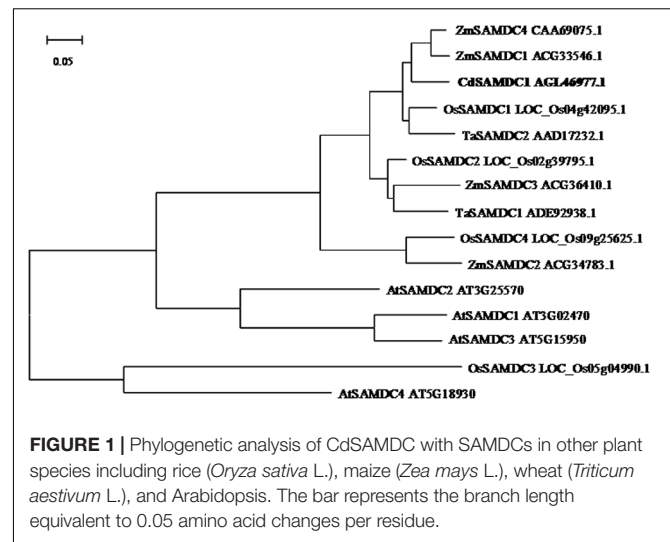 ZmSAMDC4 CAA69075.1
0.05
ZmSAMDC1 ACG33546.1
CdSAMDC1 AGL46977.1
OsSAMDC1 LOC_Os04g42095.1
TaSAMDC2 AAD17232.1
OsSAMDC2 LOC_Os02g39795.1
ZmSAMDC3 ACG36410.1
TaSAMDC1 ADE92938.1
OsSAMDC4 LOC_Os09g25625.1
ZmSAMDC2 ACG34783.1
AtSAMDC2 AT3G25570
AtSAMDC1 AT3G02470
AtSAMDC3 AT5G15950
OsSAMDC3 LOC_Os05g04990.1
AtSAMDC4 AT5G18930
FIGURE 1 | Phylogenetic analysis of CdSAMDC with SAMDCs in other plant
species including rice (Oryza sativa L.), maize (Zea mays L.), wheat (Triticum
aestivum L.), and Arabidopsis. The bar represents the branch length
equivalent to 0.05 amino acid changes per residue.